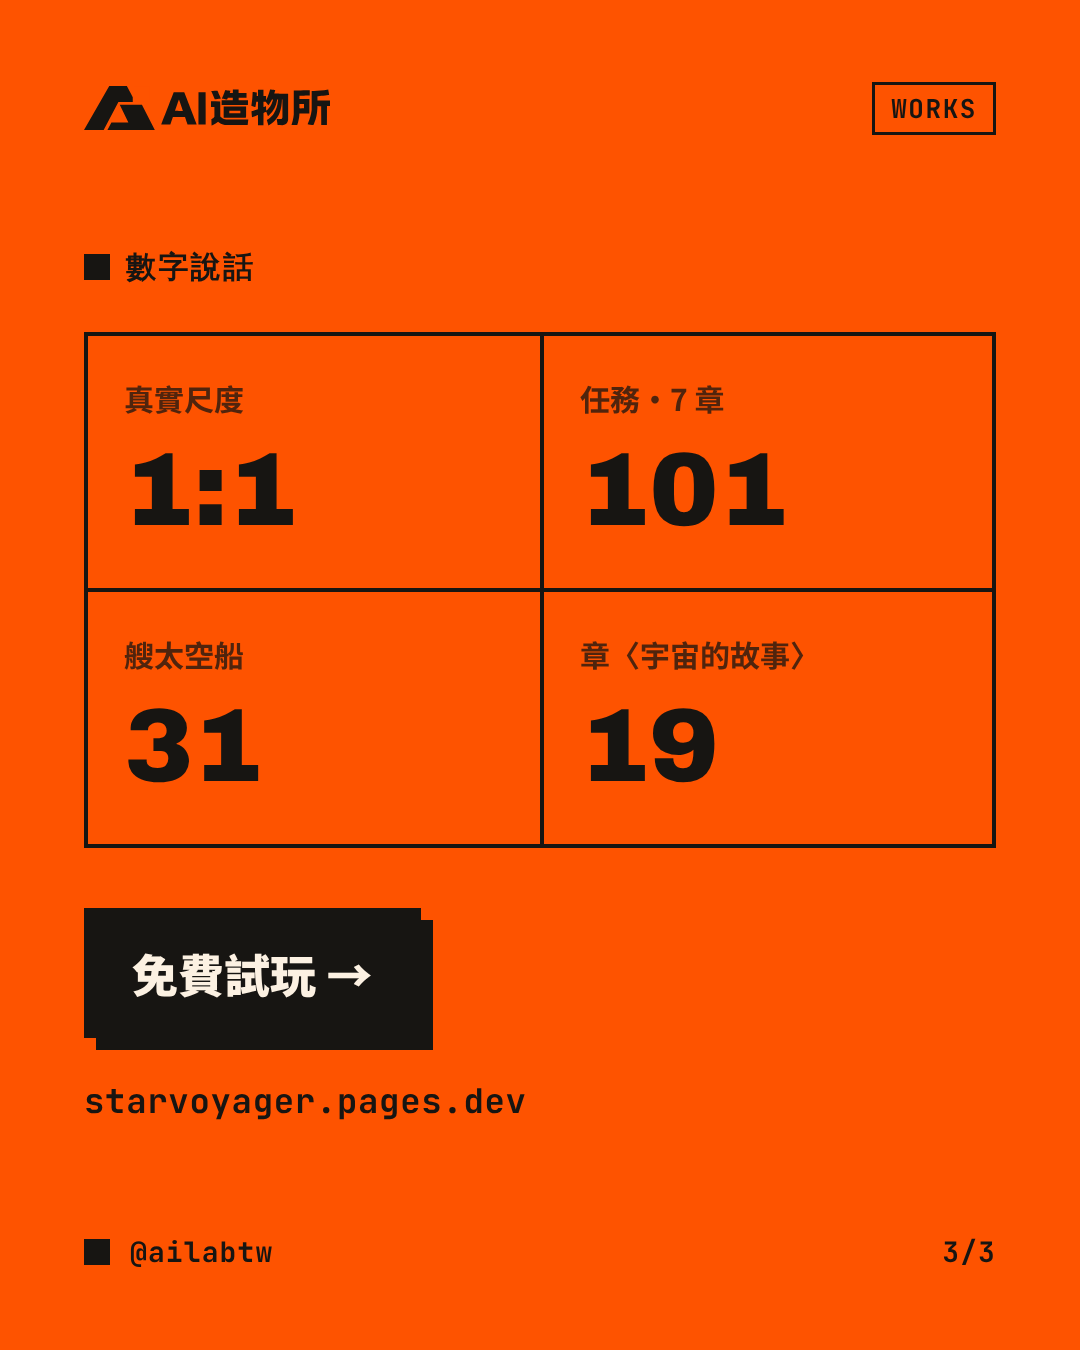 AI造物所
WORKS
數字說話
真實尺度
1:1
任務・7 章
101
艘太空船
31
章〈宇宙的故事〉
19
免費試玩 →
starvoyager.pages.dev
@ailabtw
3/3